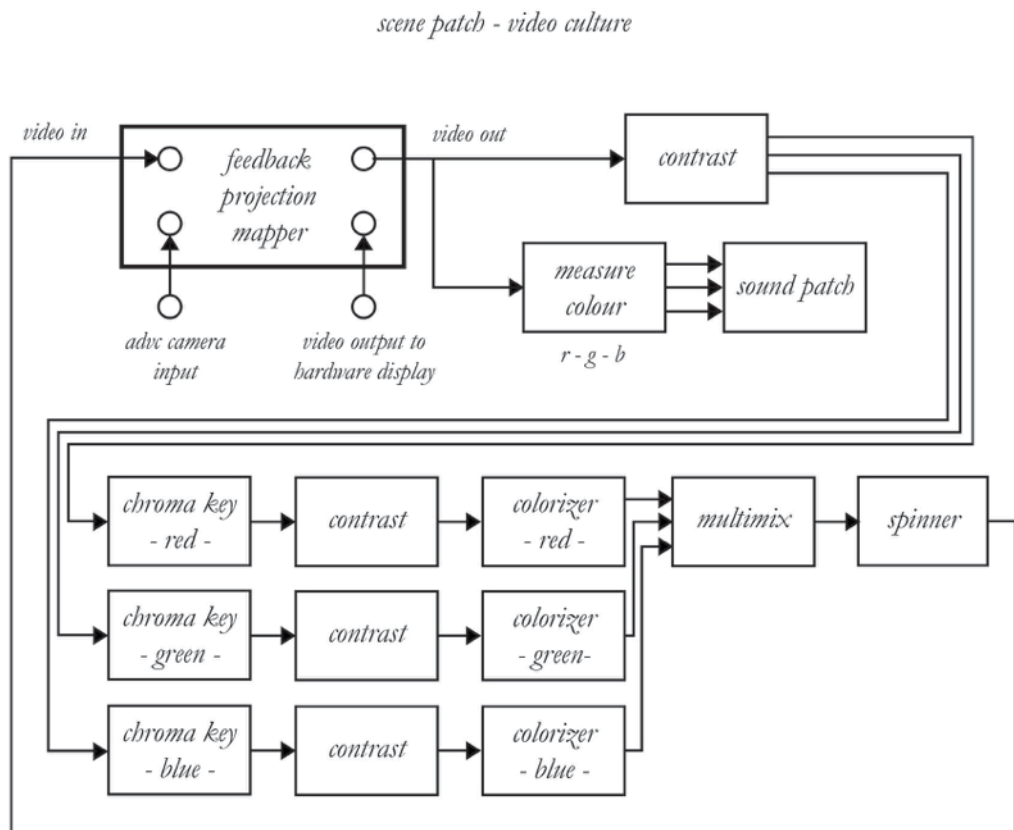 scene patch - video culture
video in
feedback
projection
mapper
video out
contrast
measure
colour
sound patch
r - g - b
advc camera
input
video output to
hardware display
chroma key
- red -
contrast
colorizer
- red -
multimix
spinner
chroma key
- green -
contrast
colorizer
- green-
chroma key
- blue -
contrast
colorizer
- blue -